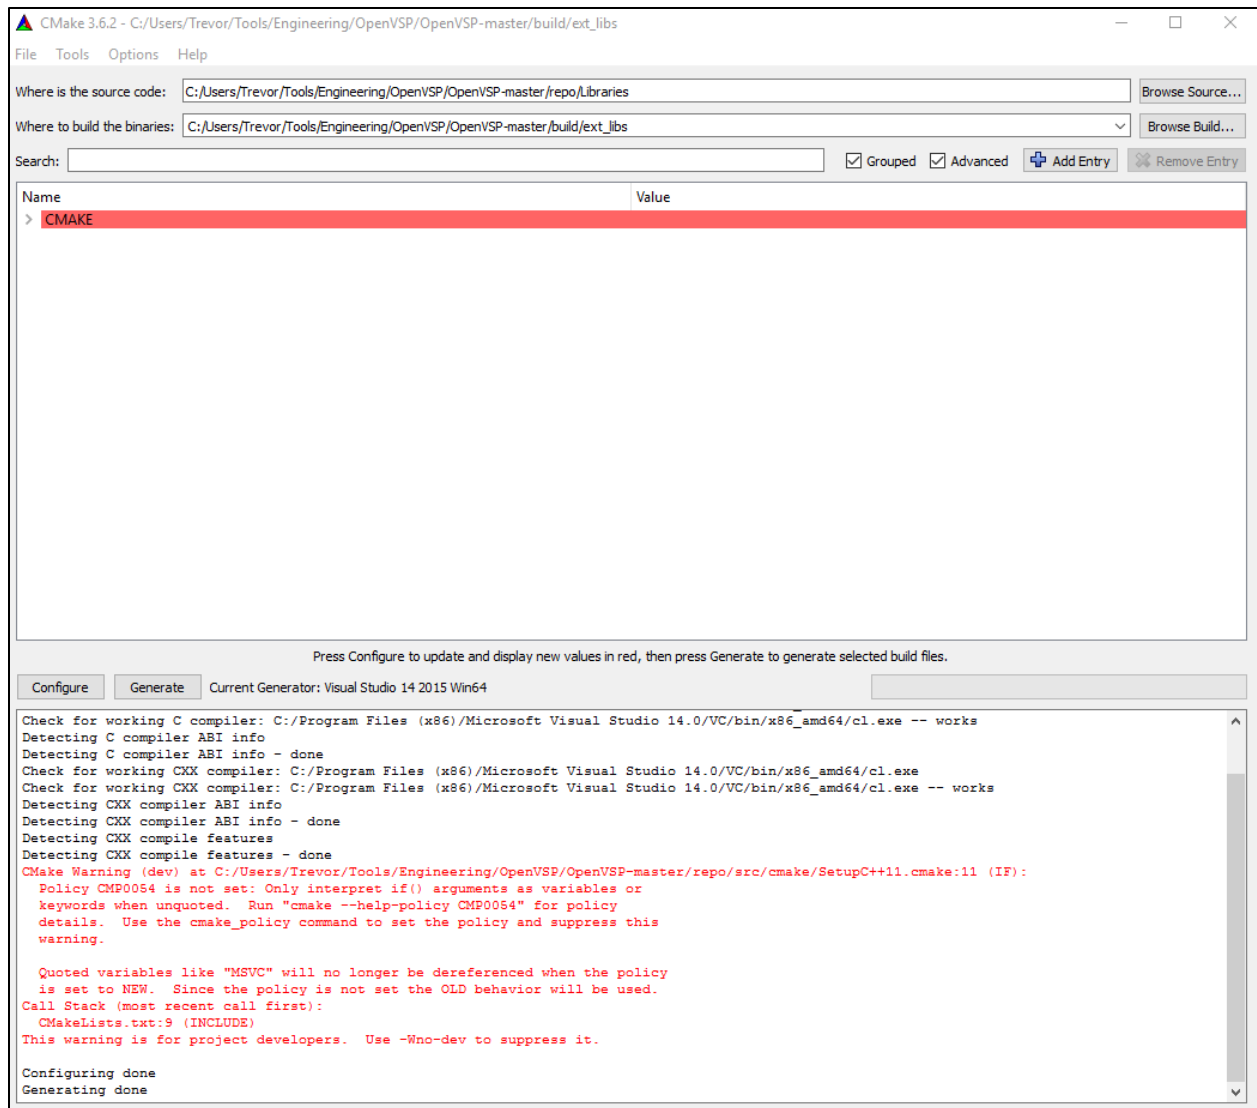 CMake 3.6.2 - C:/Users/Trevor/Tools/Engineering/OpenVSP/OpenVSP-master/build/ext_libs
File Tools Options Help
Where is the source code: C:/Users/Trevor/Tools/Engineering/OpenVSP/OpenVSP-master/repo/Libraries Browse Source...
Where to build the binaries: C:/Users/Trevor/Tools/Engineering/OpenVSP/OpenVSP-master/build/ext_libs Browse Build...
Search: Grouped Advanced Add Entry Remove Entry
Name Value
CMAKE
Press Configure to update and display new values in red, then press Generate to generate selected build files.
Configure Generate Current Generator: Visual Studio 14 2015 Win64
Check for working C compiler: C:/Program Files (x86)/Microsoft Visual Studio 14.0/VC/bin/x86_amd64/cl.exe -- works
Detecting C compiler ABI info
Detecting C compiler ABI info - done
Check for working CXX compiler: C:/Program Files (x86)/Microsoft Visual Studio 14.0/VC/bin/x86_amd64/cl.exe
Check for working CXX compiler: C:/Program Files (x86)/Microsoft Visual Studio 14.0/VC/bin/x86_amd64/cl.exe -- works
Detecting CXX compiler ABI info
Detecting CXX compiler ABI info - done
Detecting CXX compile features
Detecting CXX compile features - done
CMake Warning (dev) at C:/Users/Trevor/Tools/Engineering/OpenVSP/OpenVSP-master/repo/src/cmake/SetupC++11.cmake:11 (IF):
Policy CMP0054 is not set: Only interpret if() arguments as variables or
keywords when unquoted. Run "cmake --help-policy CMP0054" for policy
details. Use the cmake_policy command to set the policy and suppress this
warning.
Quoted variables like "MSVC" will no longer be dereferenced when the policy
is set to NEW. Since the policy is not set the OLD behavior will be used.
Call Stack (most recent call first):
CMakeLists.txt:9 (INCLUDE)
This warning is for project developers. Use -Wno-dev to suppress it.
Configuring done
Generating done